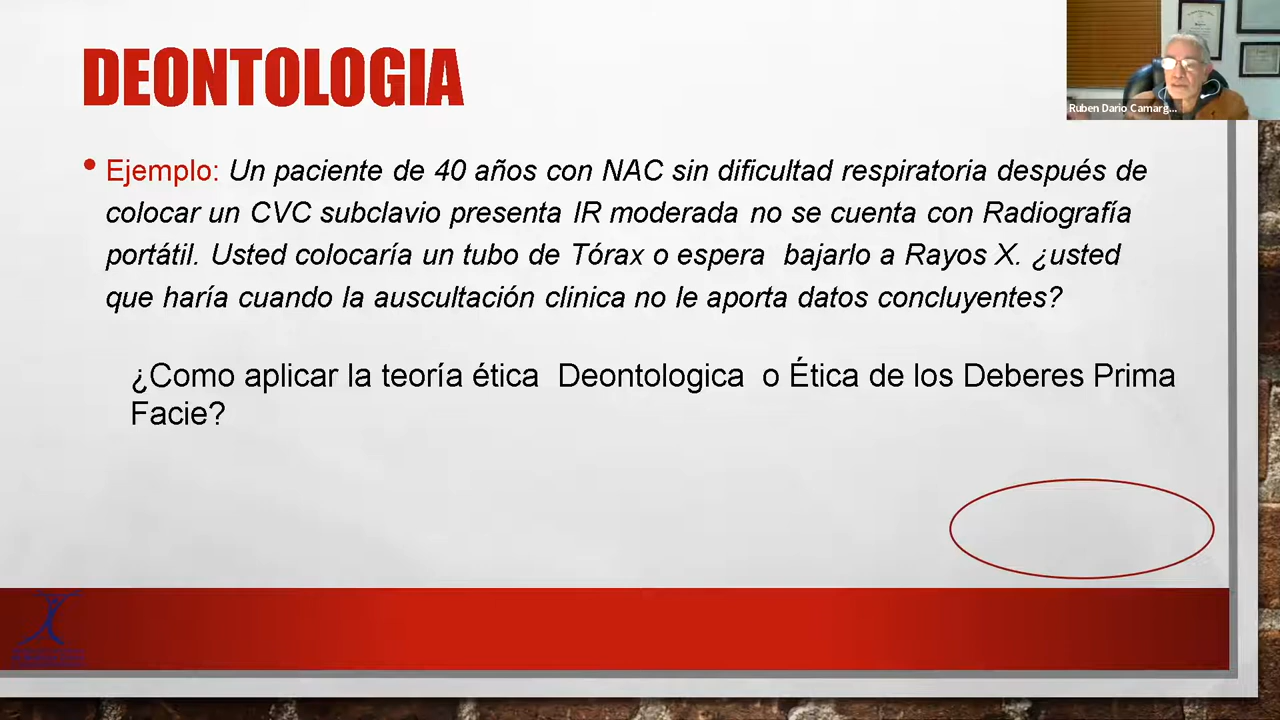 DEONTOLOGIA
Ruben Dario Camarg...
• Ejemplo: Un paciente de 40 años con NAC sin dificultad respiratoria después de
colocar un CVC subclavio presenta IR moderada no se cuenta con Radiografía
portátil. Usted colocaría un tubo de Tórax o espera bajarlo a Rayos X. ¿usted
que haría cuando la auscultación clinica no le aporta datos concluyentes?
¿Como aplicar la teoría ética Deontologica o Ética de los Deberes Prima
Facie?